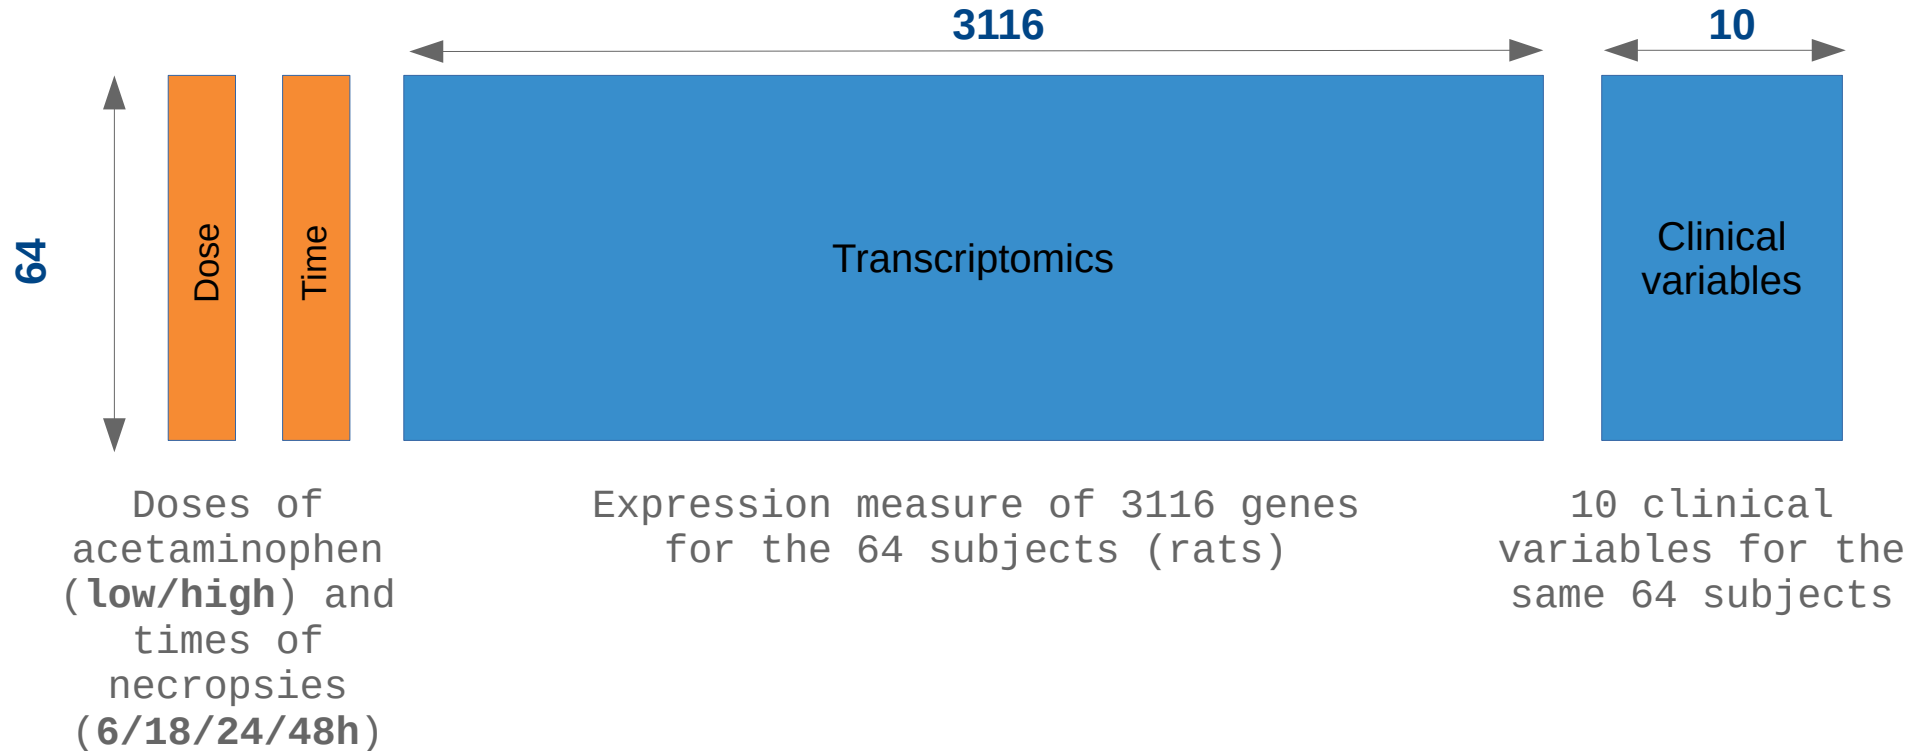 3116
10
64
Dose
Time
Transcriptomics
Clinical
variables
Doses of
acetaminophen
(low/high) and
times of
necropsies
(6/18/24/48h)
Expression measure of 3116 genes
for the 64 subjects (rats)
10 clinical
variables for the
same 64 subjects